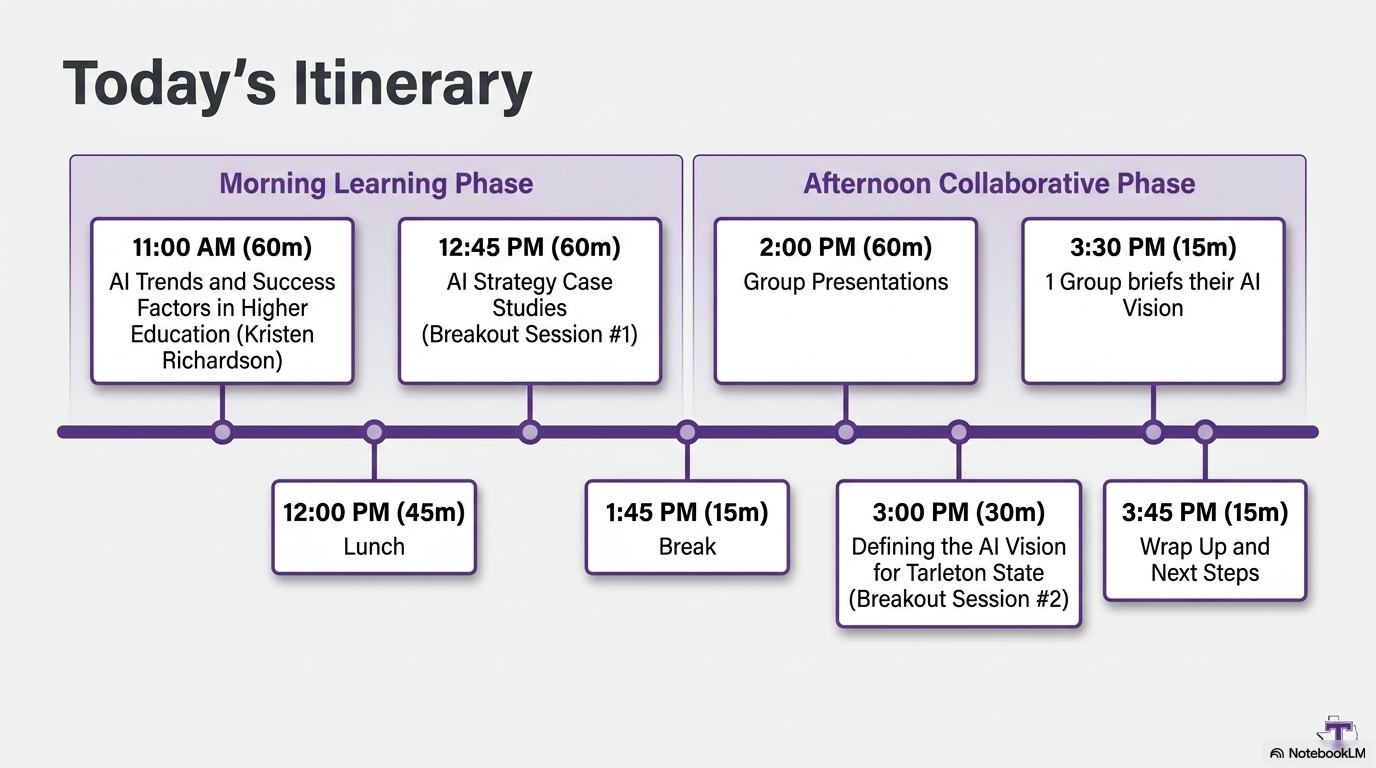 Today's Itinerary
Morning Learning Phase
11:00 AM (60m)
AI Trends and Success
Factors in Higher
Education (Kristen
Richardson)
12:45 PM (60m)
AI Strategy Case
Studies
(Breakout Session #1)
Afternoon Collaborative Phase
2:00 PM (60m)
Group Presentations
3:30 PM (15m)
1 Group briefs their AI
Vision
12:00 PM (45m)
Lunch
1:45 PM (15m)
Break
3:00 PM (30m)
Defining the AI Vision
for Tarleton State
(Breakout Session #2)
3:45 PM (15m)
Wrap Up and
Next Steps
T
NotebookLM